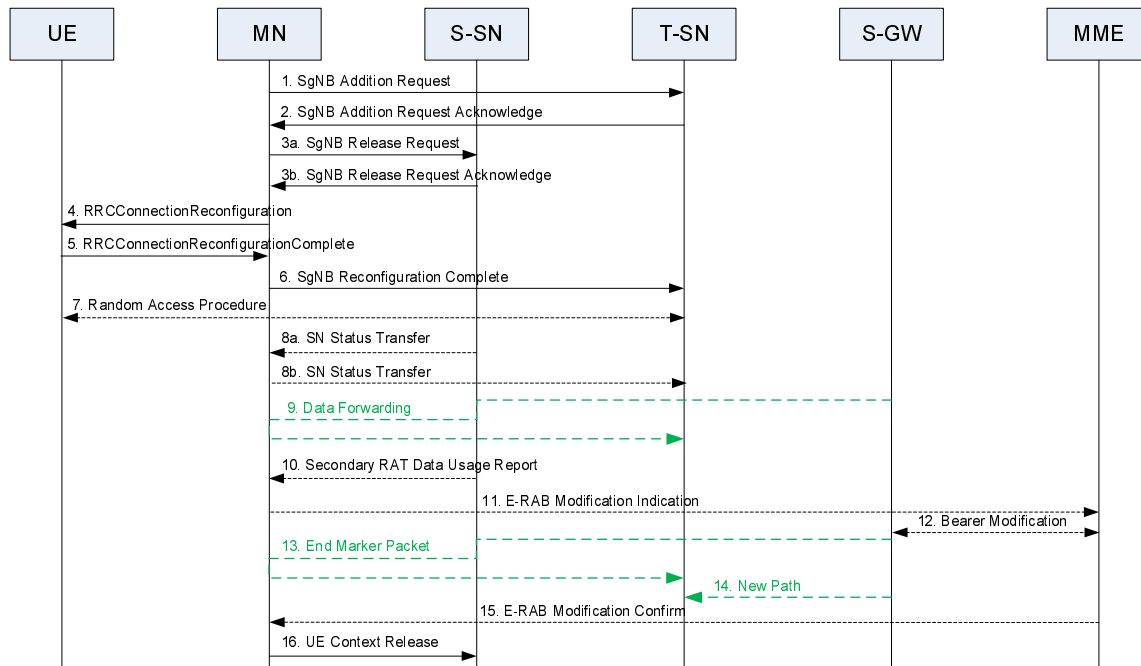 UE
MN
S-SN
T-SN
S-GW
MME
1. SgNB Addition Request
2. SgNB Addition Request Acknowledge
3a. SgNB Release Request
3b. SgNB Release Request Acknowledge
4. RRCConnectionReconfiguration
5. RRCConnectionReconfigurationComplete
6. SgNB Reconfiguration Complete
7. Random Access Procedure
8a. SN Status Transfer
8b. SN Status Transfer
9. Data Forwarding
10. Secondary RAT Data Usage Report
11. E-RAB Modification Indication
12. Bearer Modification
13. End Marker Packet
14. New Path
15. E-RAB Modification Confirm
16. UE Context Release